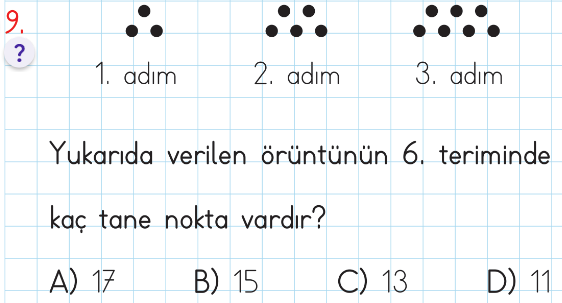 9.
?
1. adım 2. adım 3. adım
Yukarıda verilen örüntünün 6. teriminde
kaç tane nokta vardır?
A) 17 B) 15 C) 13 D) 11